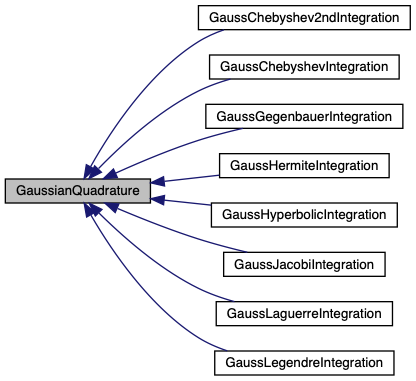 GaussChebyshev2ndIntegration
GaussChebyshevIntegration
GaussGegenbauerIntegration
GaussHermiteIntegration
GaussianQuadrature
GaussHyperbolicIntegration
GaussJacobiIntegration
GaussLaguerreIntegration
GaussLegendreIntegration